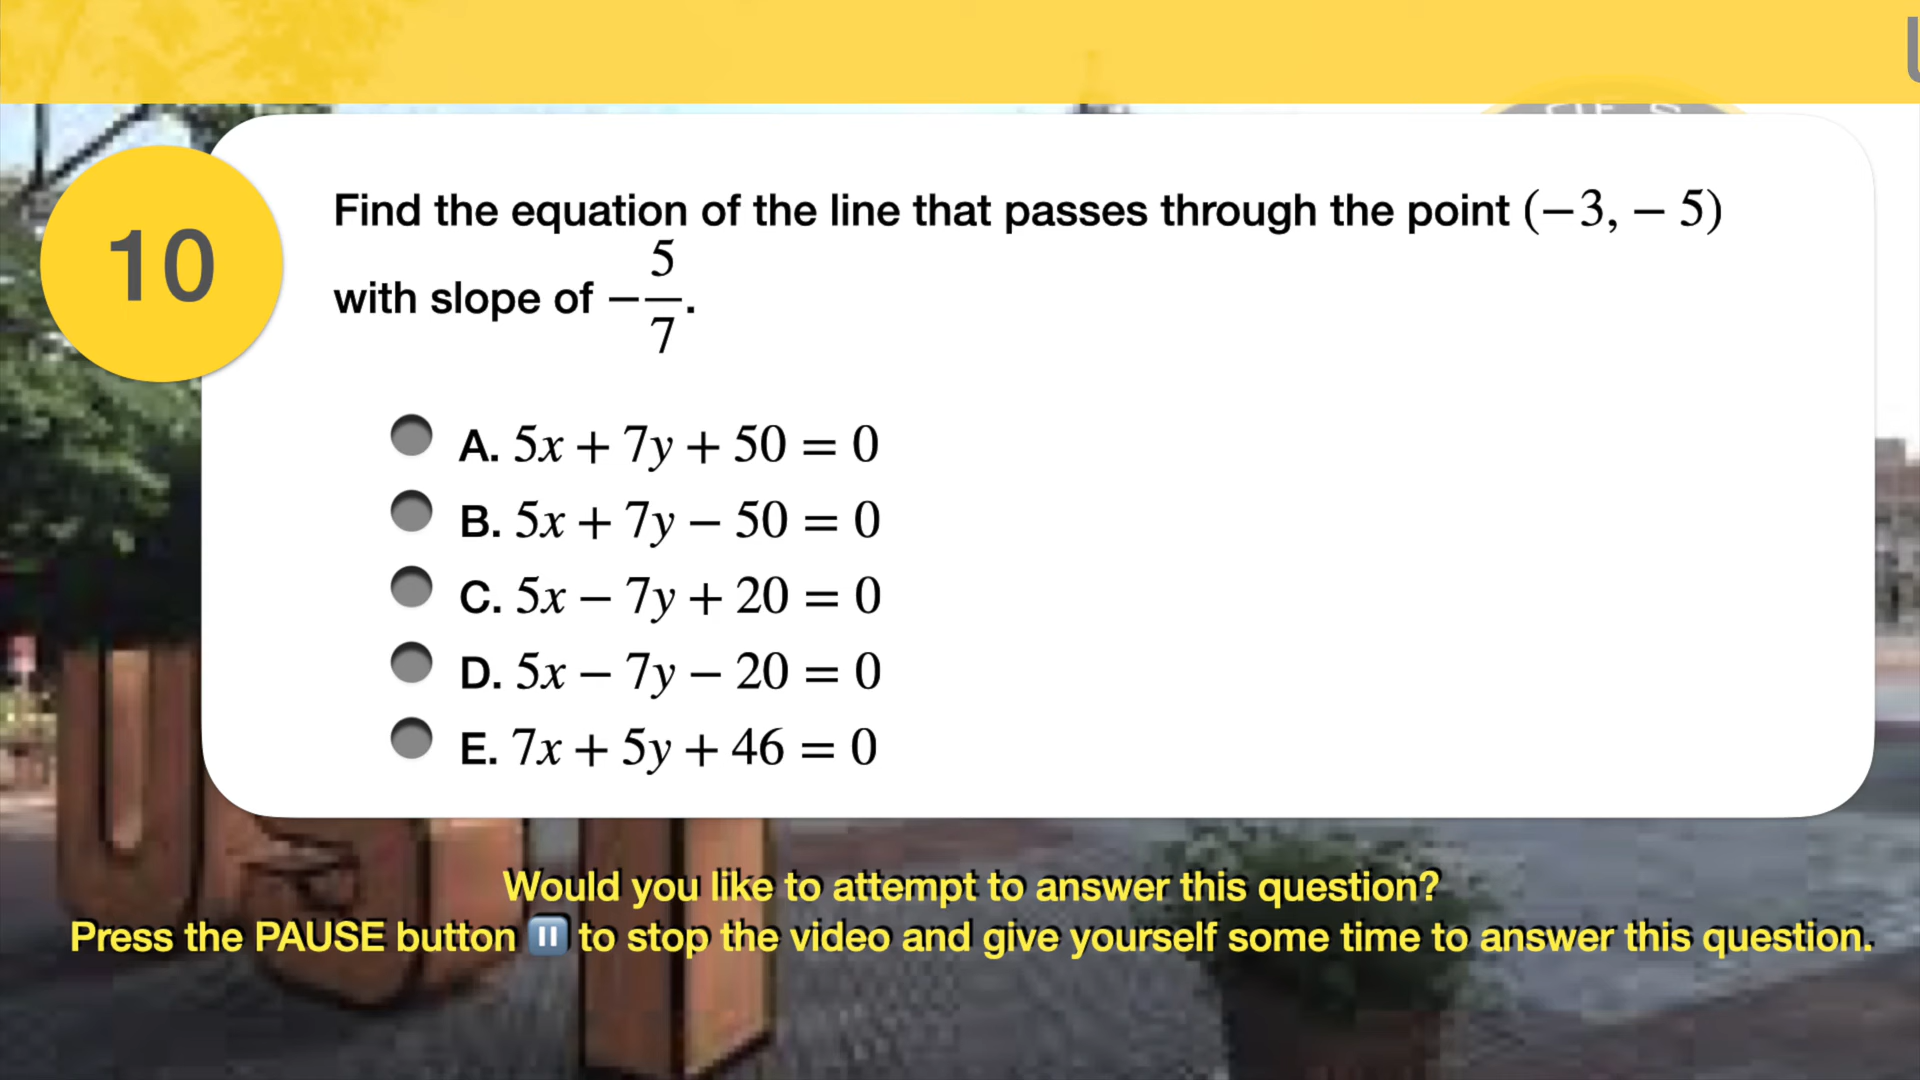 10
Find the equation of the line that passes through the point (−3, − 5)
with slope of −5/7.
A. 5x + 7y + 50 = 0
B. 5x + 7y − 50 = 0
C. 5x − 7y + 20 = 0
D. 5x − 7y − 20 = 0
E. 7x + 5y + 46 = 0
Would you like to attempt to answer this question?
Press the PAUSE button ⏸️ to stop the video and give yourself some time to answer this question.